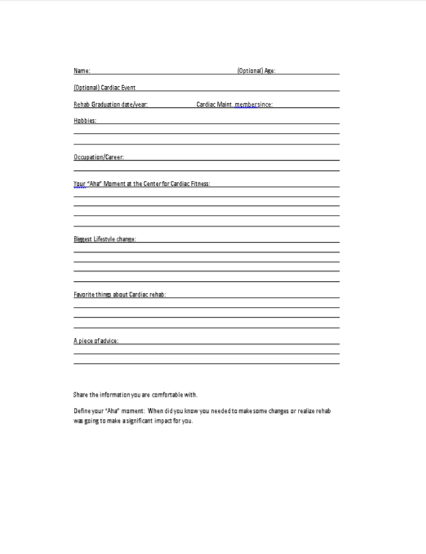 Name: (Optional) Age:
(Optional) Cardiac Event
Rehab Graduation date/year: Cardiac Maint. member since:
Hobbies:
Occupation/Career:
Your "Aha" Moment at the Center for Cardiac Fitness:
Biggest Lifestyle change:
Favorite things about Cardiac rehab:
A piece of advice:
Share the information you are comfortable with.
Define your "Aha" moment: When did you know you needed to make some changes or realize rehab
was going to make a significant impact for you.